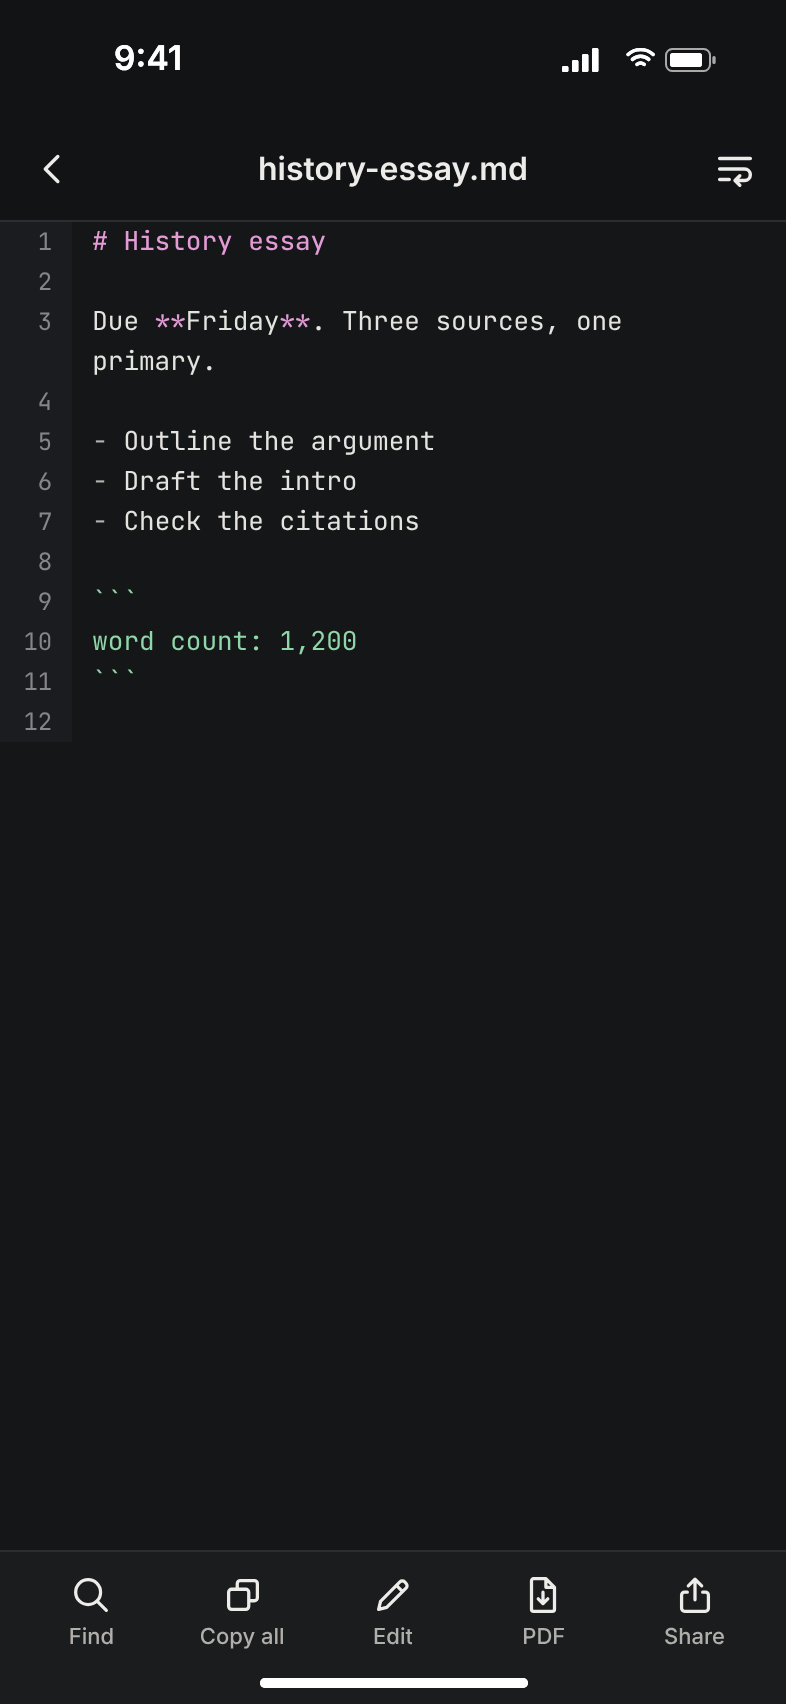 9:41
history-essay.md
1 # History essay
2
3 Due **Friday**. Three sources, one
primary.
4
5 - Outline the argument
6 - Draft the intro
7 - Check the citations
8
9 ```
10 word count: 1,200
11 ```
12
Find Copy all Edit PDF Share